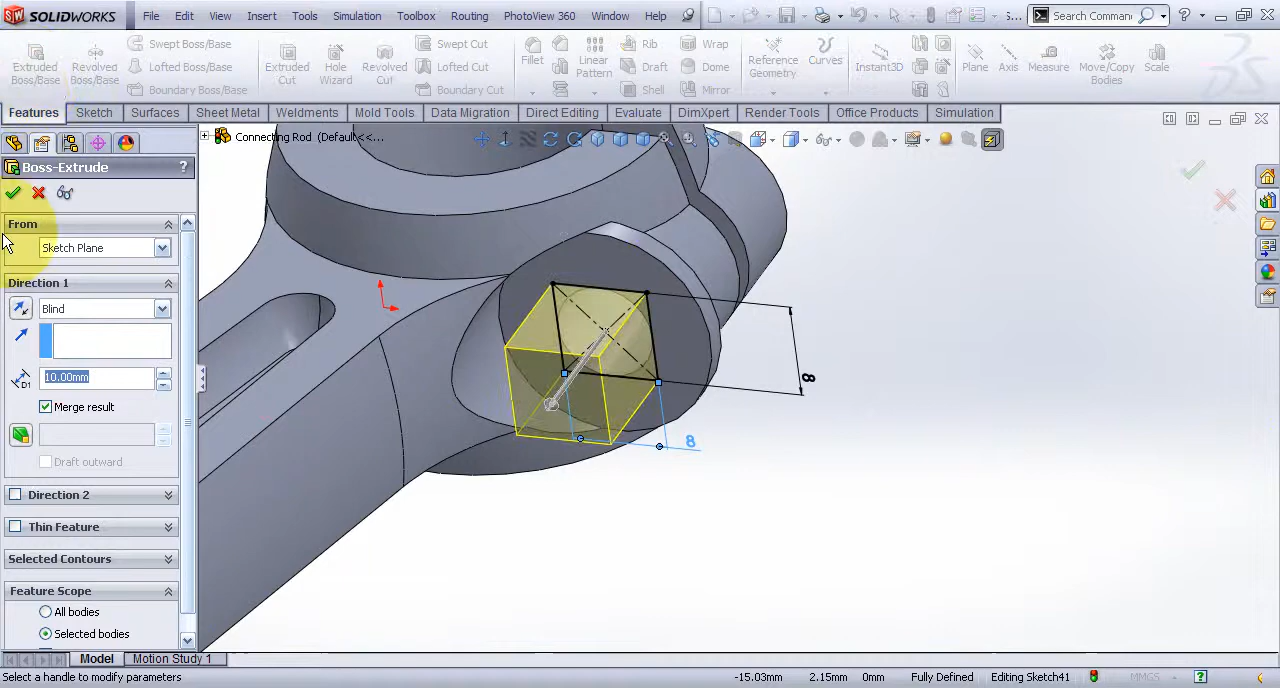 SOLIDWORKS File Edit View Insert Tools Simulation Toolbox Routing PhotoView 360 Window Help S... Search Comman
Extruded Boss/Base
Revolved Boss/Base
Swept Boss/Base
Lofted Boss/Base
Boundary Boss/Base
Extruded Cut
Hole Wizard
Revolved Cut
Swept Cut
Lofted Cut
Boundary Cut
Fillet
Linear Pattern
Rib
Draft
Shell
Wrap
Dome
Mirror
Reference Geometry
Curves
Instant3D
Plane
Axis
Measure
Move/Copy Bodies
Scale
Features Sketch Surfaces Sheet Metal Weldments Mold Tools Data Migration Direct Editing Evaluate DimXpert Render Tools Office Products Simulation
Connecting Rod (Default<<...
Boss-Extrude ?
From
Sketch Plane
Direction 1
Blind
D1 10.00mm
Merge result
Draft outward
Direction 2
Thin Feature
Selected Contours
Feature Scope
All bodies
Selected bodies
8
8
Model Motion Study 1
Select a handle to modify parameters -15.03mm 2.15mm 0mm Fully Defined Editing Sketch41 MMGS ?